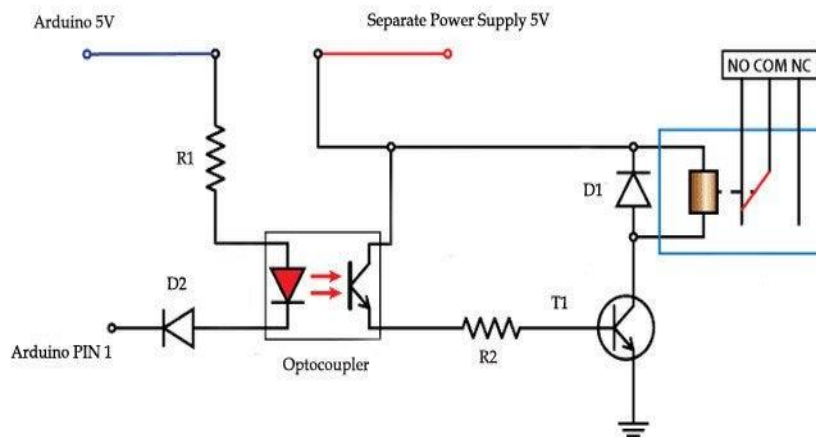 Arduino 5V
Separate Power Supply 5V
NO COM NC
R1
D1
D2
T1
Arduino PIN 1
Optocoupler
R2